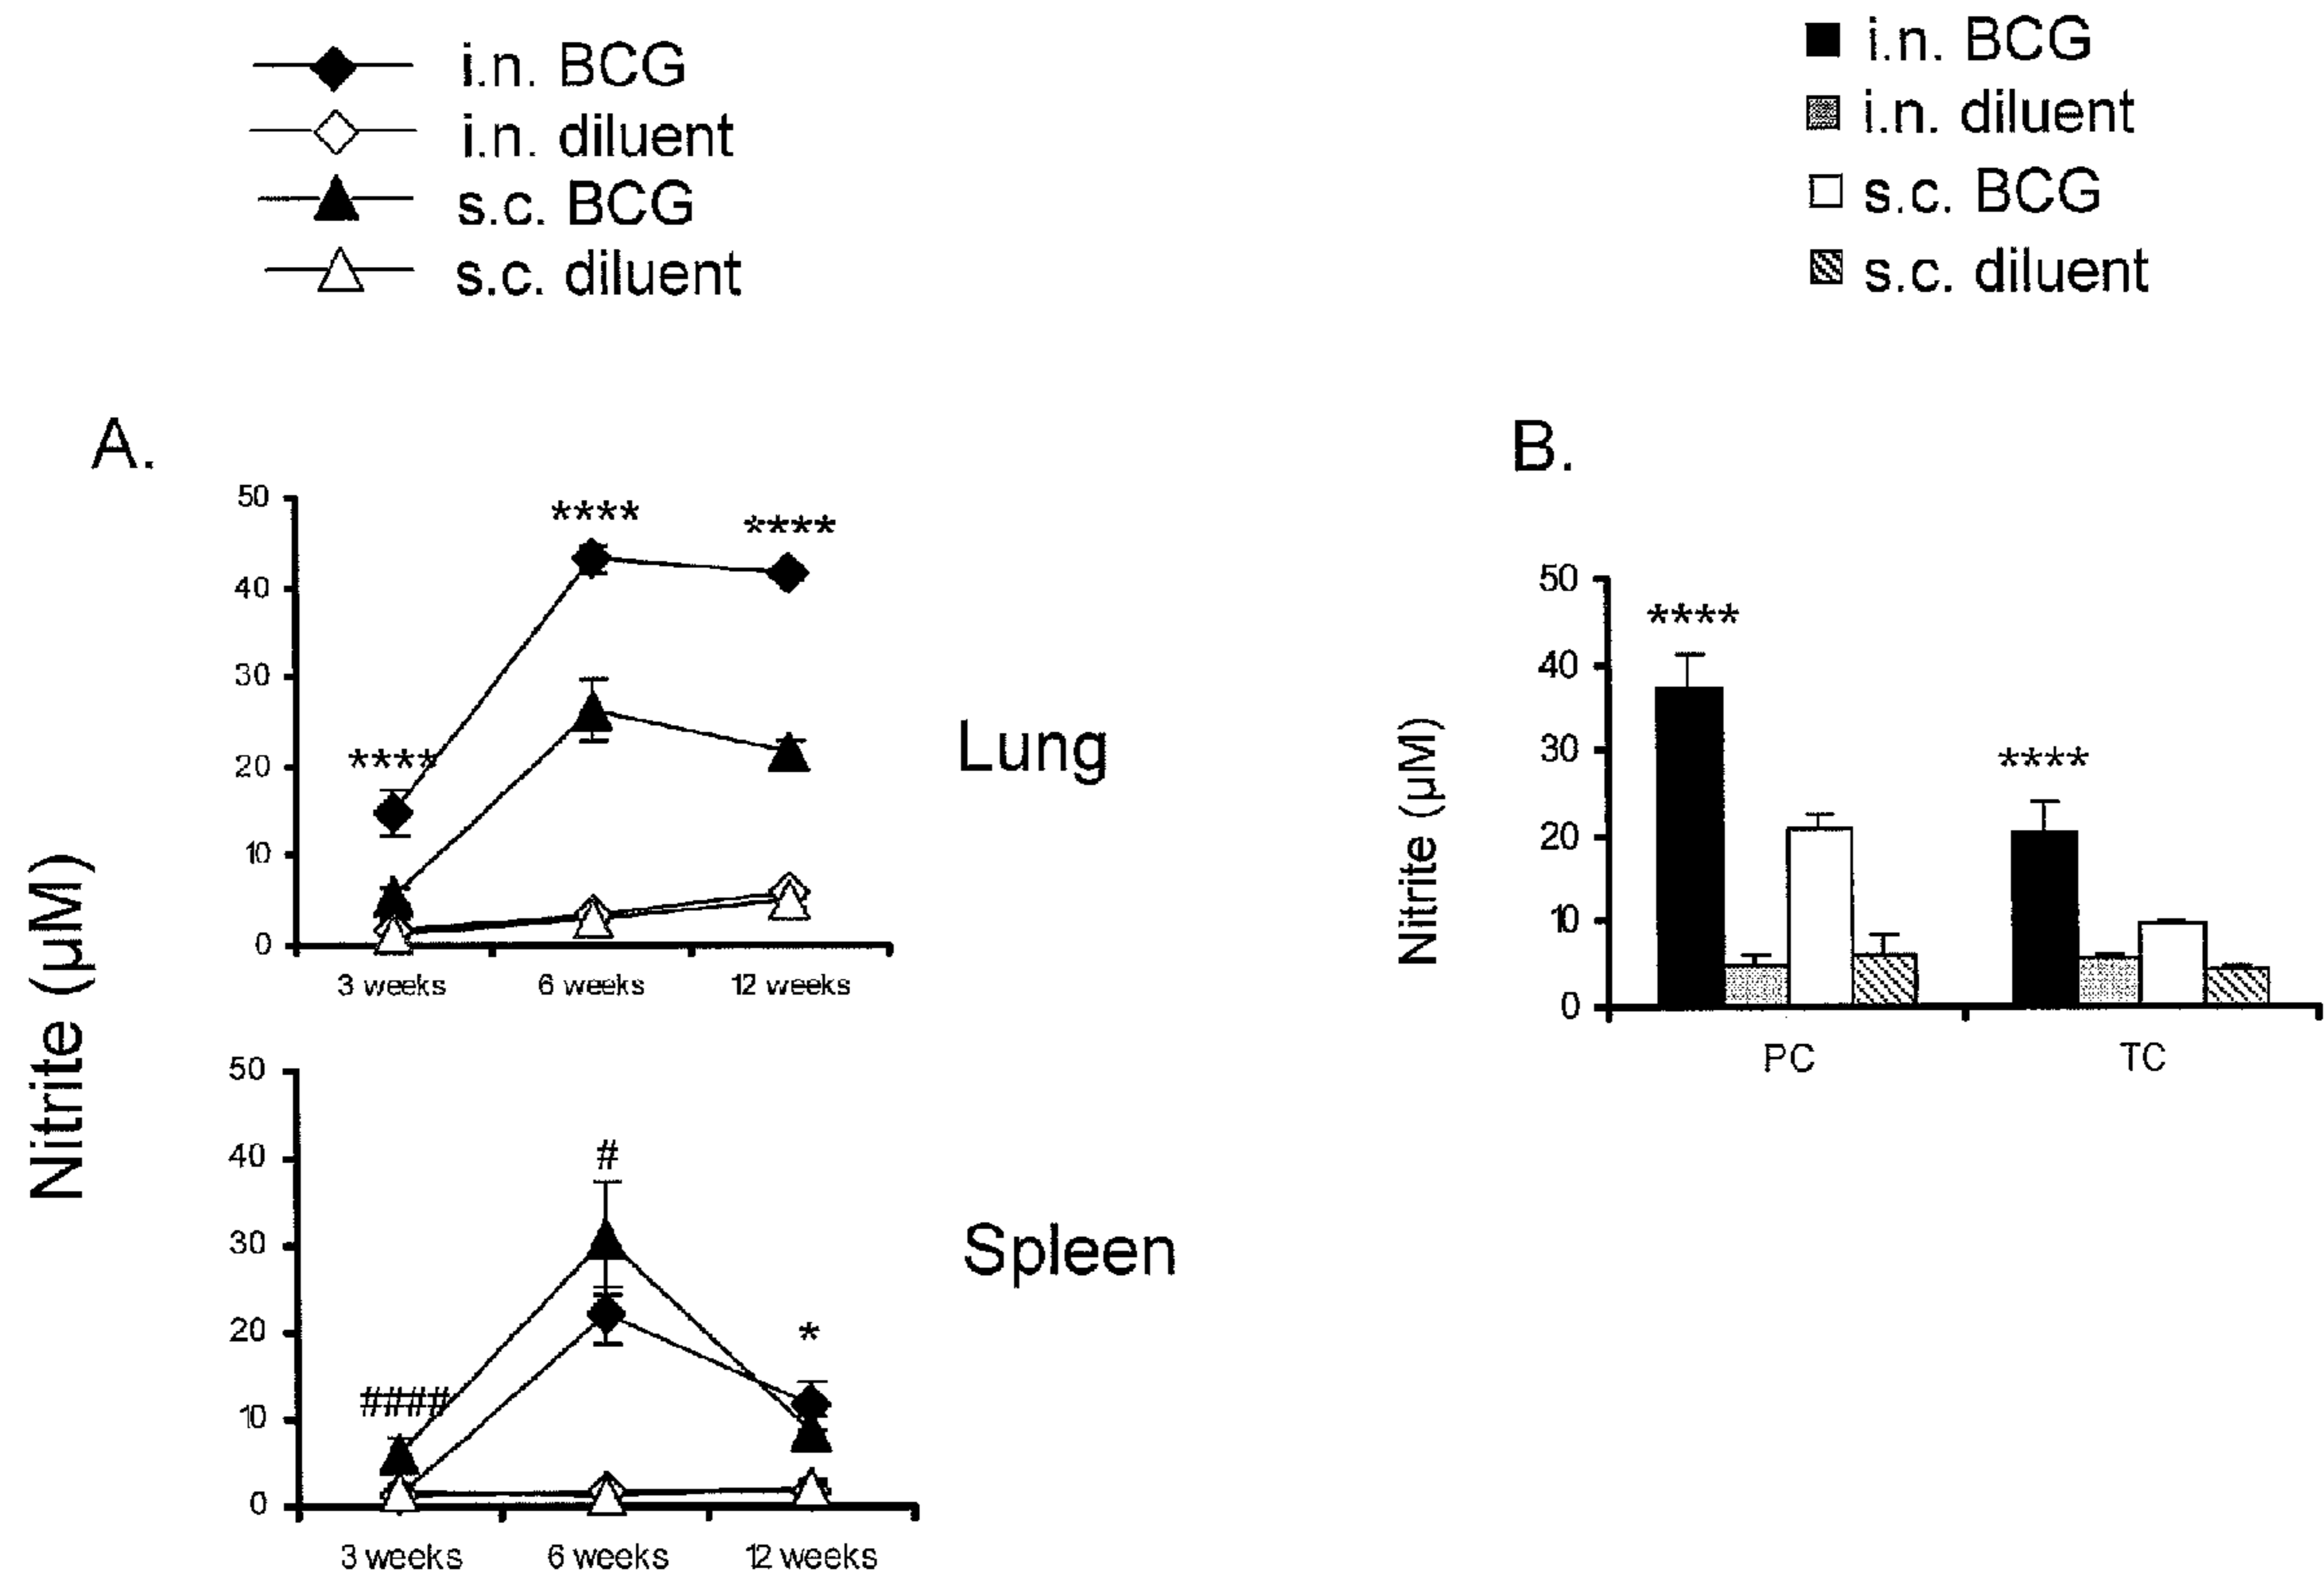 i.n. BCG
i.n. diluent
s.c. BCG
s.c. diluent
i.n. BCG
i.n. diluent
s.c. BCG
s.c. diluent
A.
Nitrite (µM)
50
40
30
20
10
0
****
****
****
3 weeks
6 weeks
12 weeks
Lung
50
40
30
20
10
0
####
#
*
3 weeks
6 weeks
12 weeks
Spleen
B.
Nitrite (µM)
50
40
30
20
10
0
****
****
PC
TC